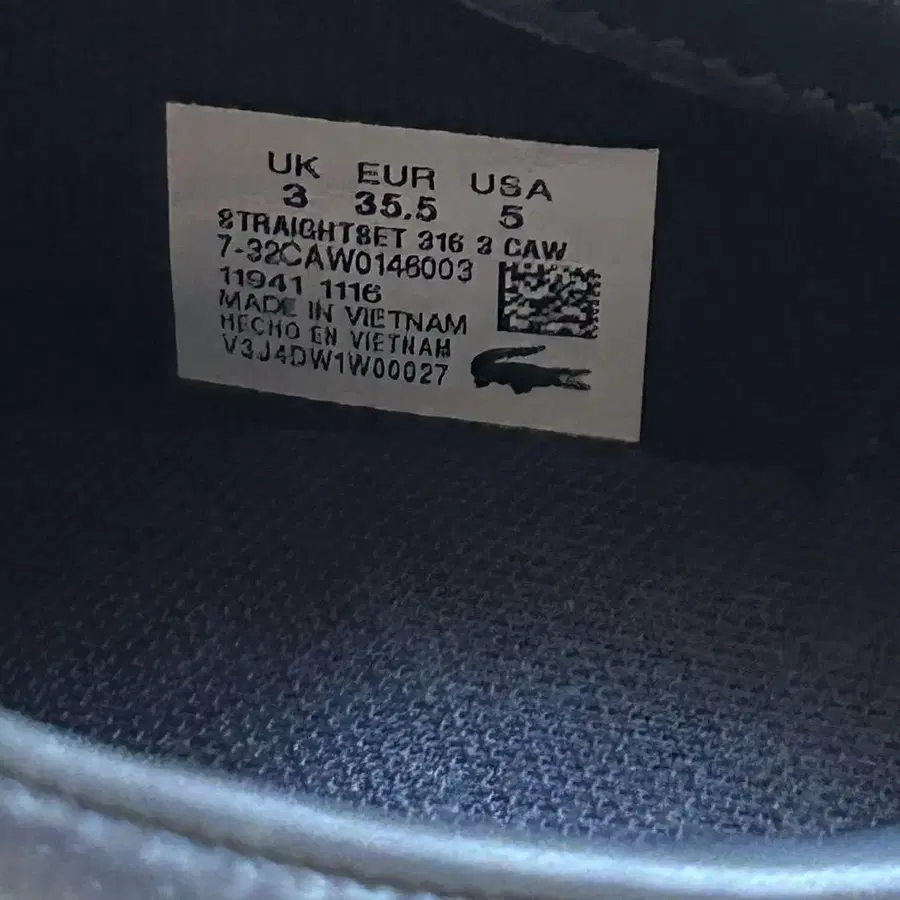 UK EUR USA
3 35.5 5
STRAIGHTSET 316 3 CAW
7-32CAW0146003
11941 1116
MADE IN VIETNAM
HECHO EN VIETNAM
V3J4DW1W00027